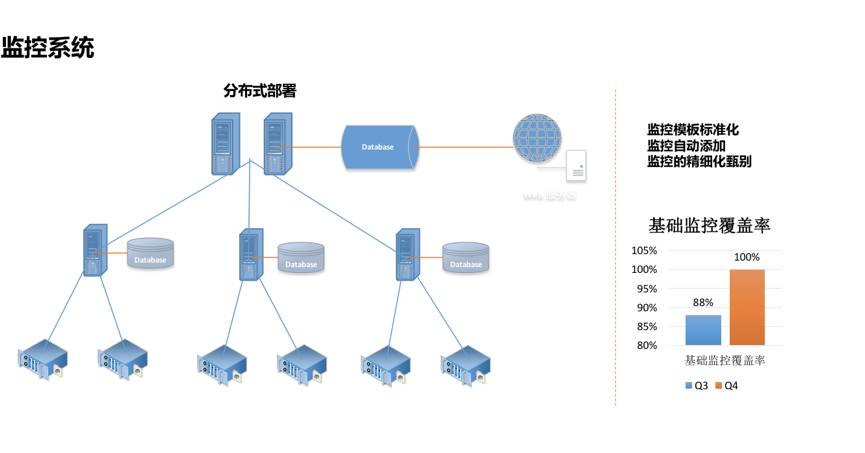 监控系统
分布式部署
Database
监控模板标准化
监控自动添加
监控的精细化甄别
Database
Database
Database
基础监控覆盖率
105%
100%
95%
90%
85%
80%
88%
100%
基础监控覆盖率
Q3
Q4